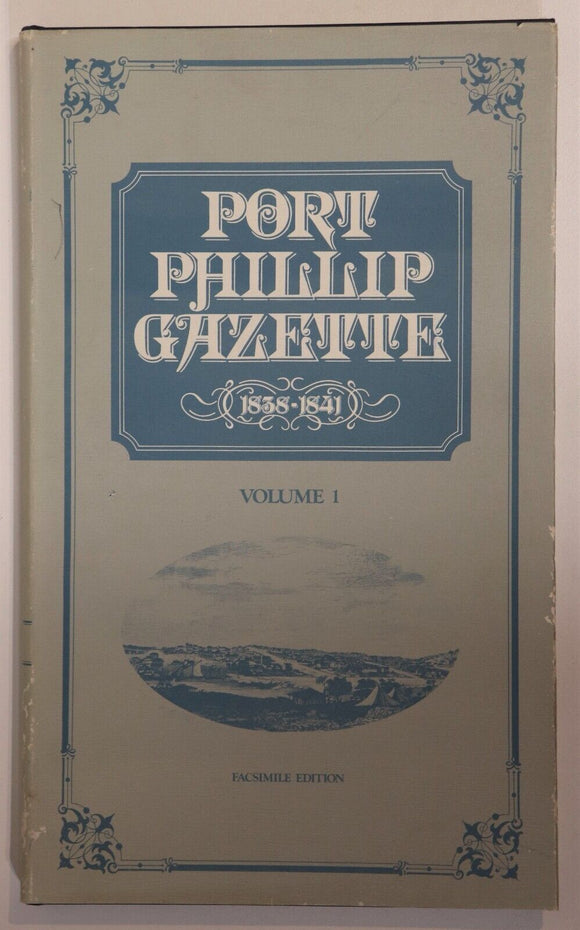 PORT
PHILLIP
GAZETTE
1838-1841
VOLUME 1
FACSIMILE EDITION